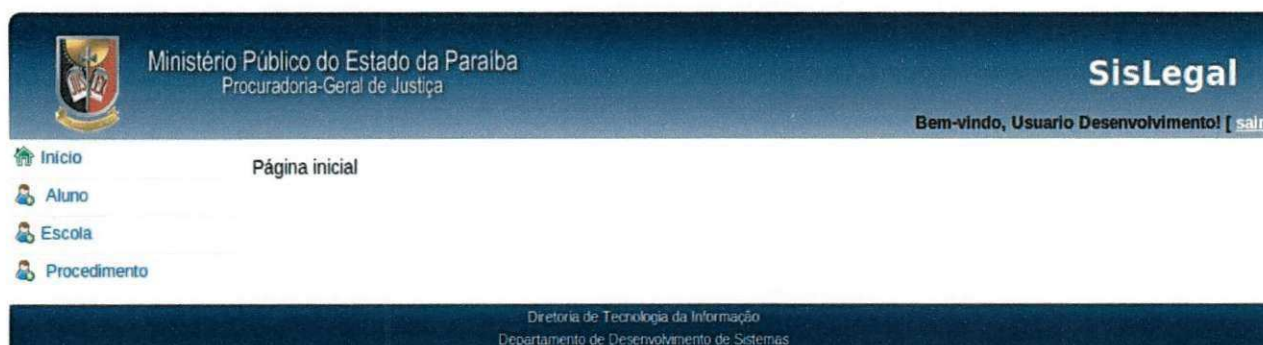 Ministério Público do Estado da Paraíba
Procuradoria-Geral de Justiça
SisLegal
Bem-vindo, Usuario Desenvolvimento! [ sair
Início
Aluno
Escola
Procedimento
Página inicial
Diretoria de Tecnologia da Informação
Departamento de Desenvolvimento de Sistemas